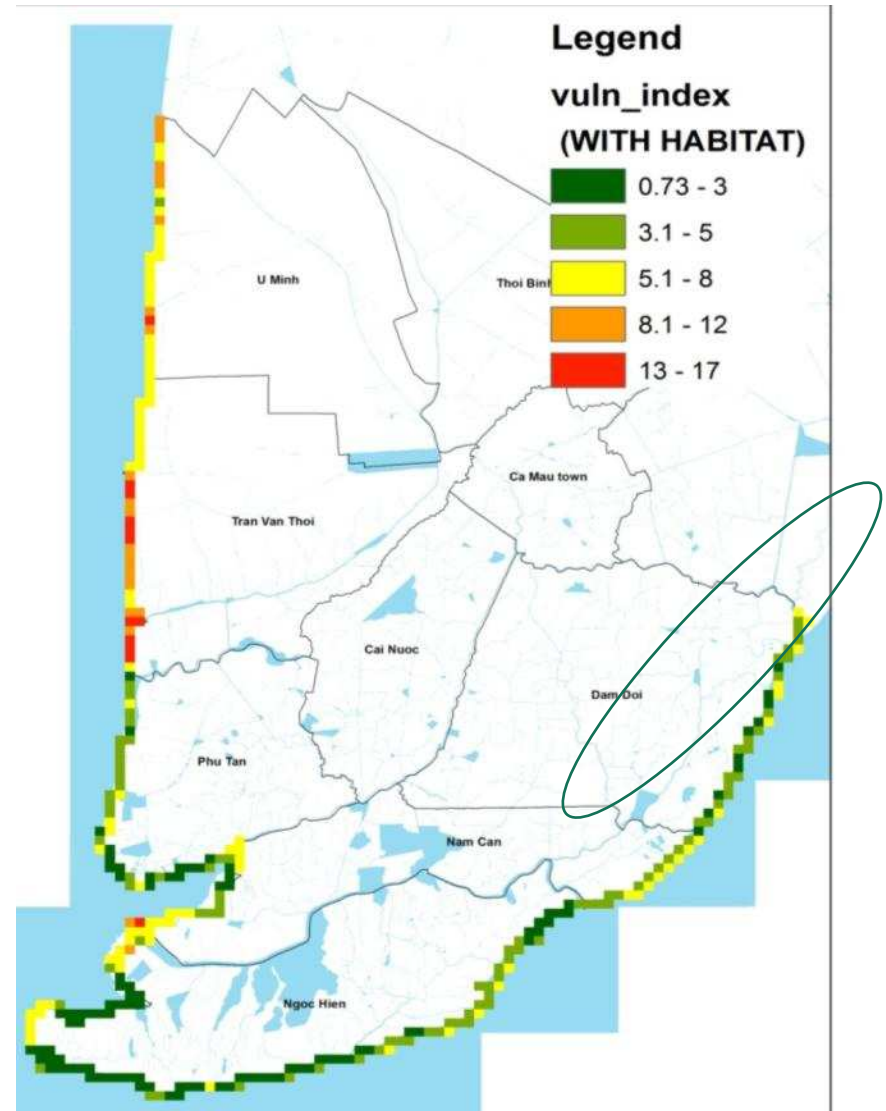 Legend
vuln_index
(WITH HABITAT)
0.73 - 3
3.1 - 5
5.1 - 8
8.1 - 12
13 - 17
U Minh
Thoi Binh
Ca Mau town
Tran Van Thoi
Cai Nuoc
Dam Doi
Phu Tan
Nam Can
Ngoc Hien